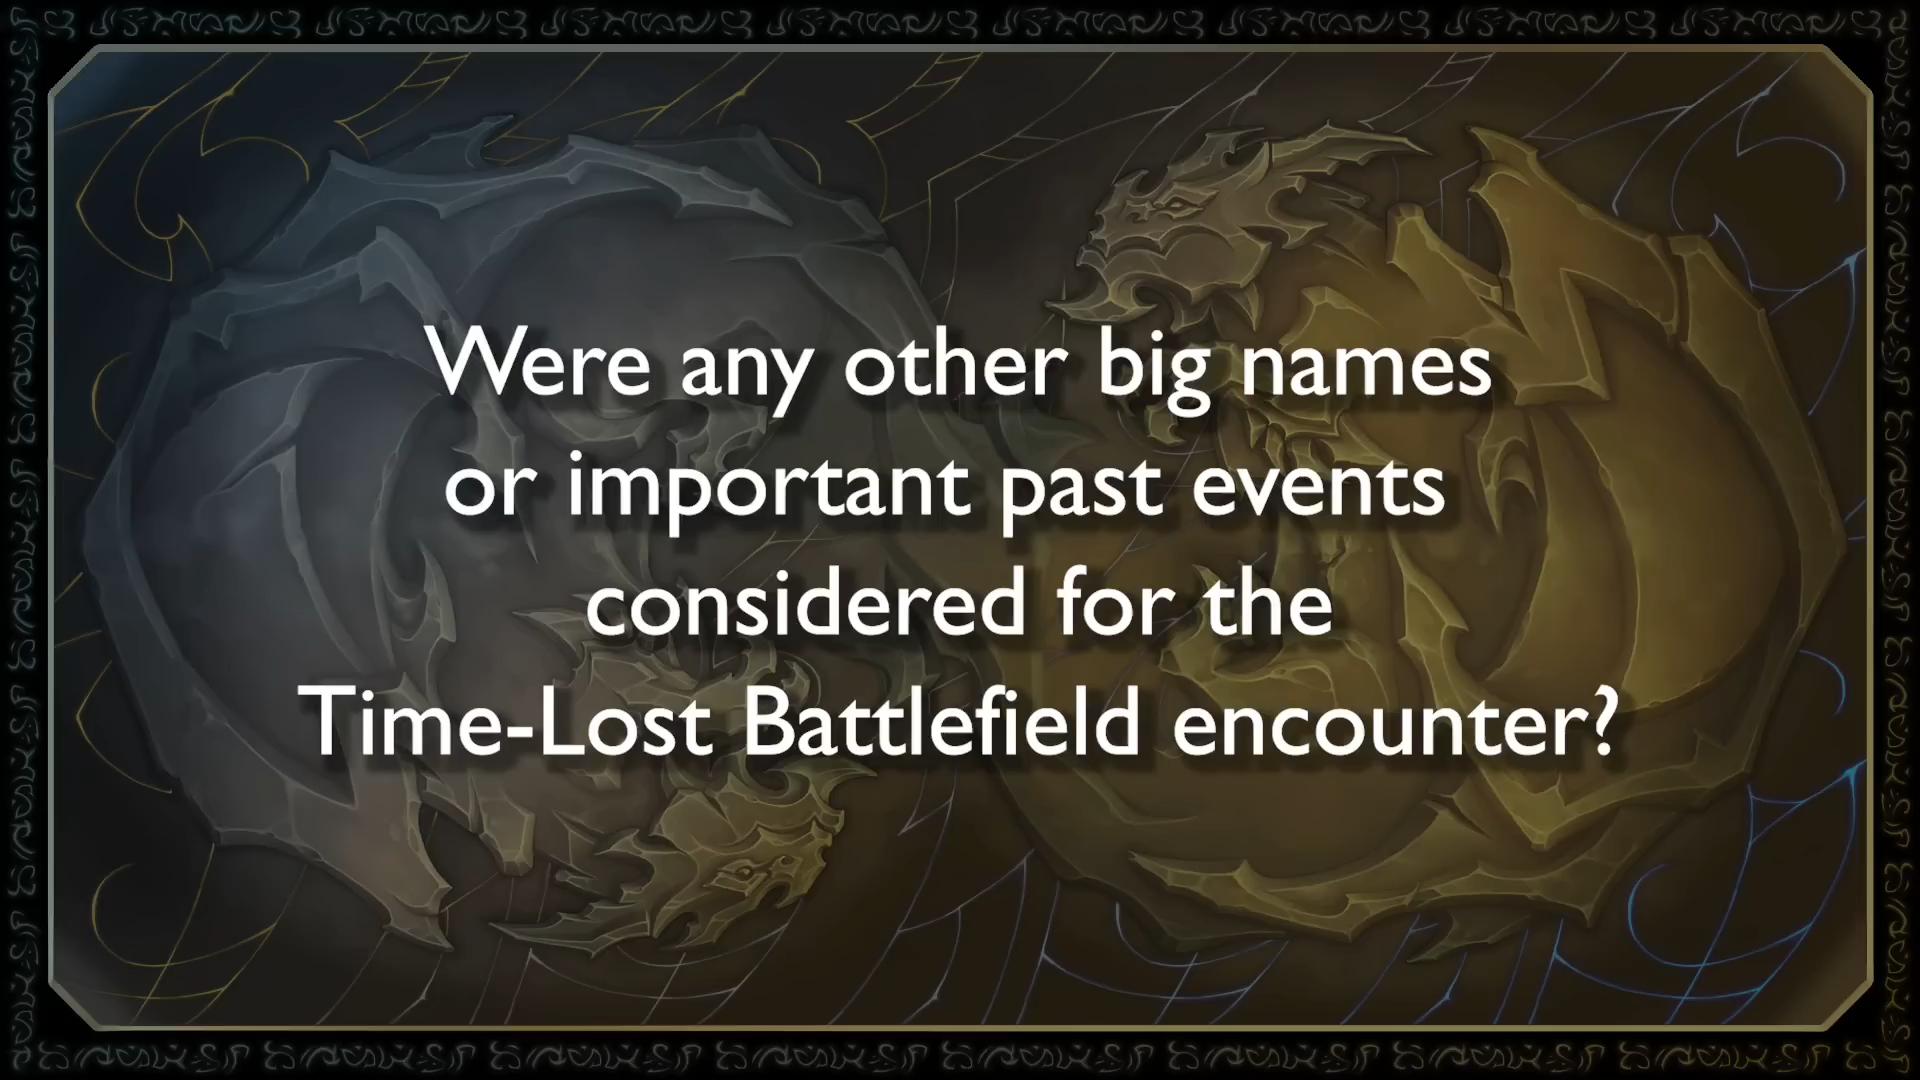 Were any other big names
or important past events
considered for the
Time-Lost Battlefield encounter?